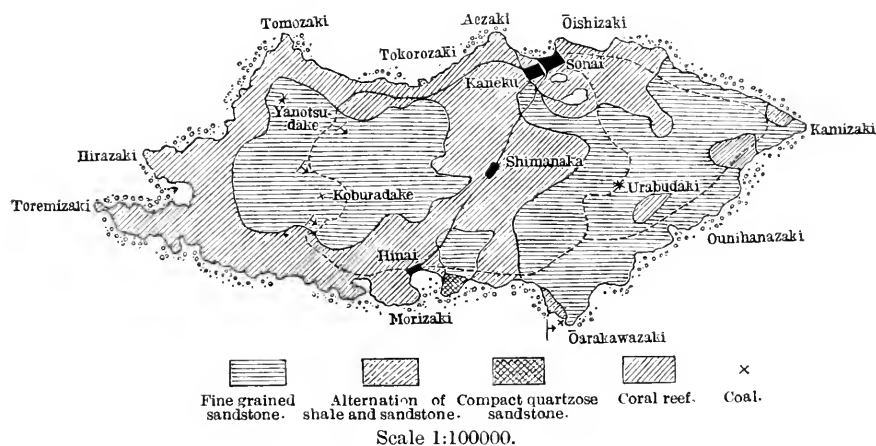 Tomozaki
Aezaki
Ōishizaki
Tokorozaki
Sonai
Kaneku
Yanotsu-
dake
Kamizaki
Hirazaki
Shimanaka
Koburadake
Urabudaki
Toremizaki
Ounihanazaki
Hinai
Morizaki
Ōarakawazaki
Fine grained
sandstone.
Alternation of
shale and sandstone.
Compact quartzose
sandstone.
Coral reef.
Coal.
Scale 1:100000.